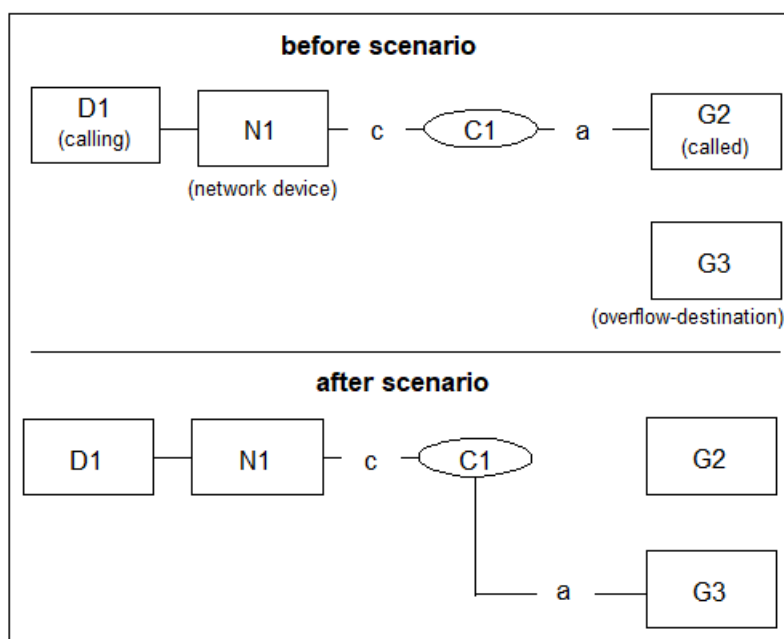 before scenario
D1
(calling)
N1
(network device)
c
C1
a
G2
(called)
G3
(overflow-destination)
after scenario
D1
N1
c
C1
G2
a
G3